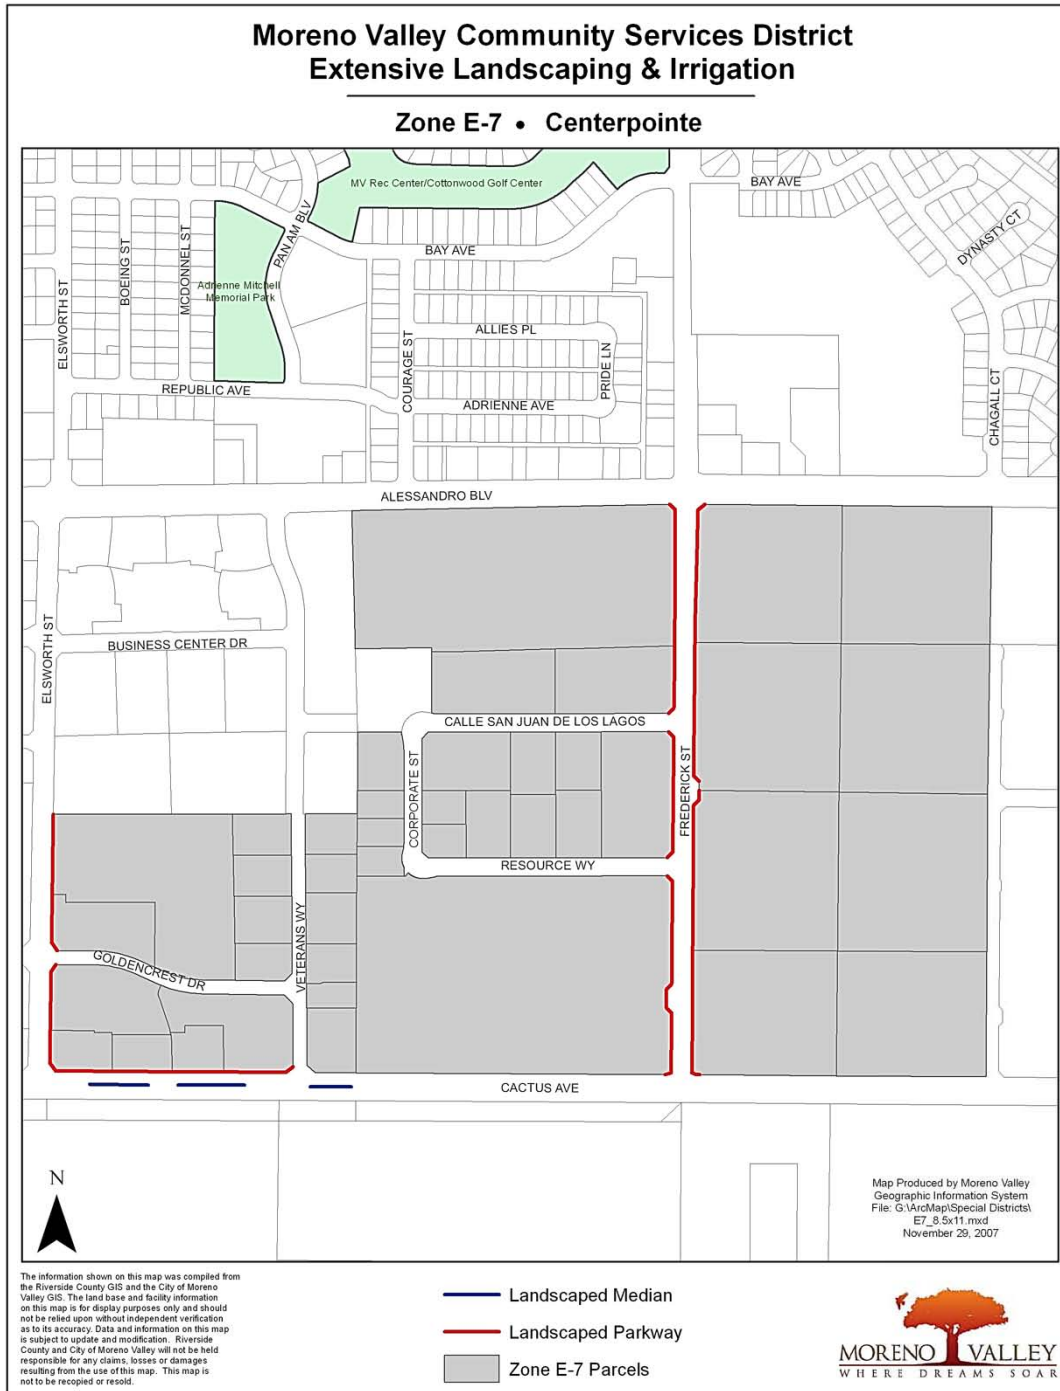 Moreno Valley Community Services District
Extensive Landscaping & Irrigation
Zone E-7 • Centerpointe
MV Rec Center/Cottonwood Golf Center
BAY AVE
DYNASTY CT
PAN AM BLV
BAY AVE
BOEING ST
MCDONNEL ST
ELSWORTH ST
Adrienne Mitchell
Memorial Park
ALLIES PL
COURAGE ST
PRIDE LN
REPUBLIC AVE
ADRIENNE AVE
CHAGALL CT
ALESSANDRO BLV
ELSWORTH ST
BUSINESS CENTER DR
CALLE SAN JUAN DE LOS LAGOS
CORPORATE ST
FREDERICK ST
RESOURCE WY
VETERANS WY
GOLDENCREST DR
CACTUS AVE
N
Map Produced by Moreno Valley
Geographic Information System
File: G:\ArcMap\Special Districts\
E7_8.5x11.mxd
November 29, 2007
The information shown on this map was compiled from
the Riverside County GIS and the City of Moreno
Valley GIS. The land base and facility information
on this map is for display purposes only and should
not be relied upon without independent verification
as to its accuracy. Data and information on this map
is subject to update and modification. Riverside
County and City of Moreno Valley will not be held
responsible for any claims, losses or damages
resulting from the use of this map. This map is
not to be recopied or resold.
Landscaped Median
Landscaped Parkway
Zone E-7 Parcels
MORENO VALLEY
WHERE DREAMS SOAR